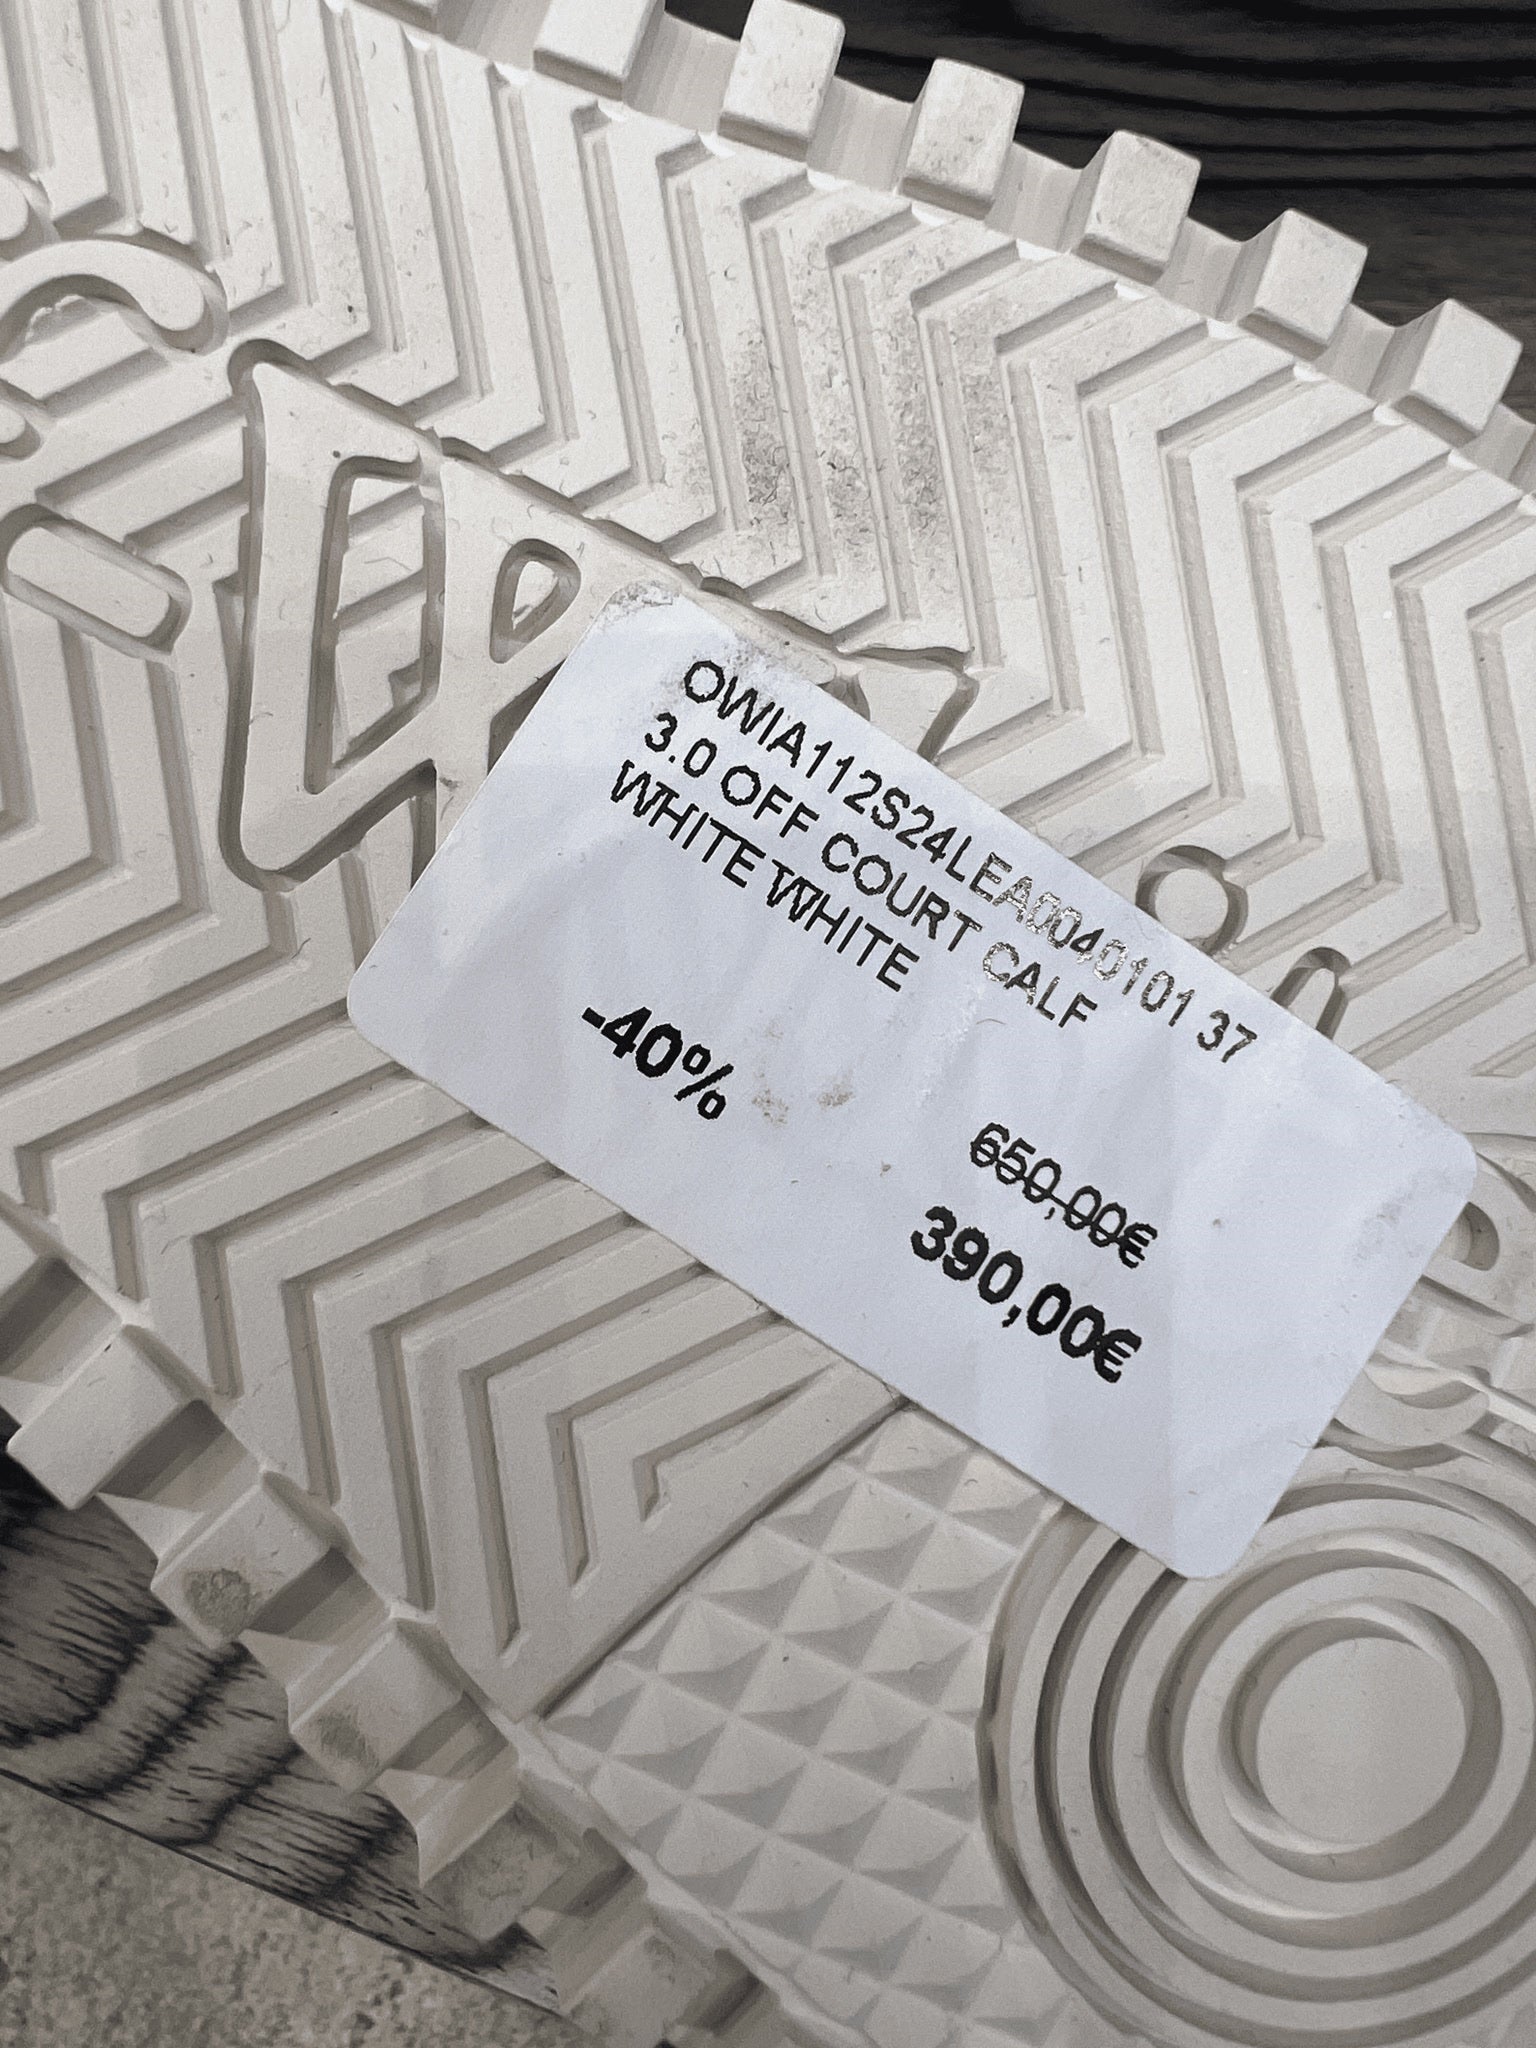 OWIA112S24LEA0040101 37
3.0 OFF COURT CALF
WHITE WHITE
-40%
650,00€
390,00€